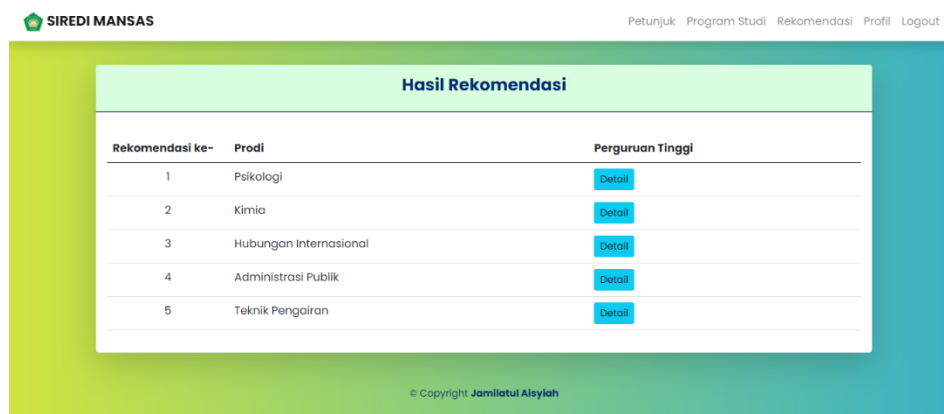 SIREDI MANSAS Petunjuk Program Studi Rekomendasi Profil Logout
Hasil Rekomendasi
Rekomendasi ke- Prodi Perguruan Tinggi
1 Psikologi Detail
2 Kimia Detail
3 Hubungan Internasional Detail
4 Administrasi Publik Detail
5 Teknik Pengairan Detail
© Copyright Jamilatul Aisyiah